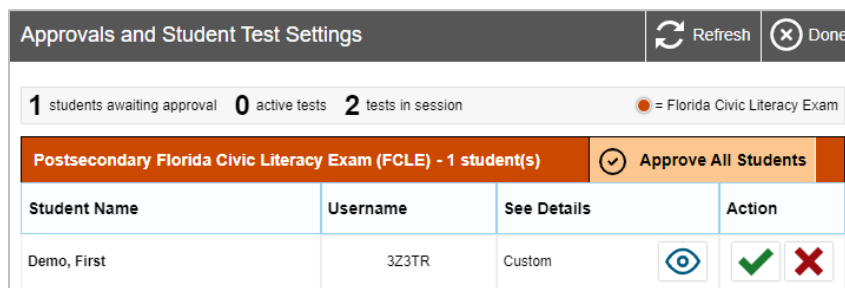 Approvals and Student Test Settings Refresh Done
1 students awaiting approval 0 active tests 2 tests in session = Florida Civic Literacy Exam
Postsecondary Florida Civic Literacy Exam (FCLE) - 1 student(s) Approve All Students
Student Name Username See Details Action
Demo, First 3Z3TR Custom